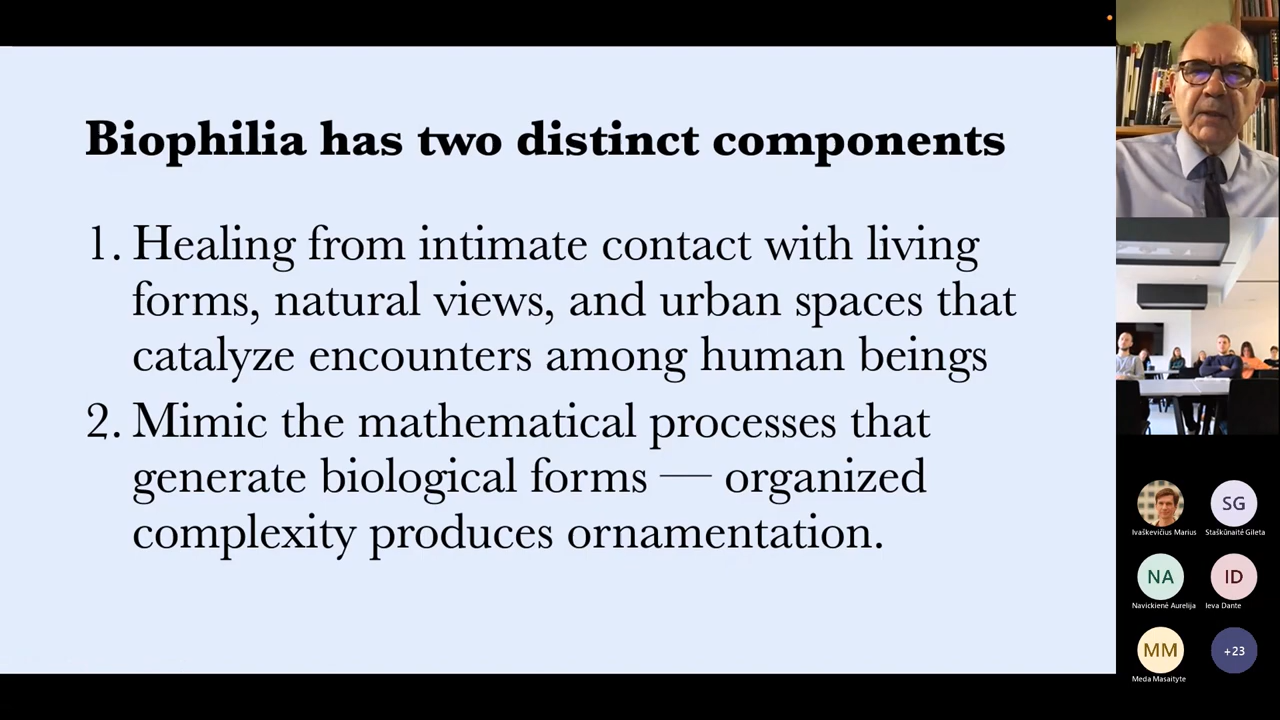 Biophilia has two distinct components
1. Healing from intimate contact with living
forms, natural views, and urban spaces that
catalyze encounters among human beings
2. Mimic the mathematical processes that
generate biological forms — organized
complexity produces ornamentation.
SG
Ivaškevičius Marius
Staškūnaitė Gileta
NA
ID
Navickienė Aurelija
Ieva Dante
MM
+23
Meda Masaityte